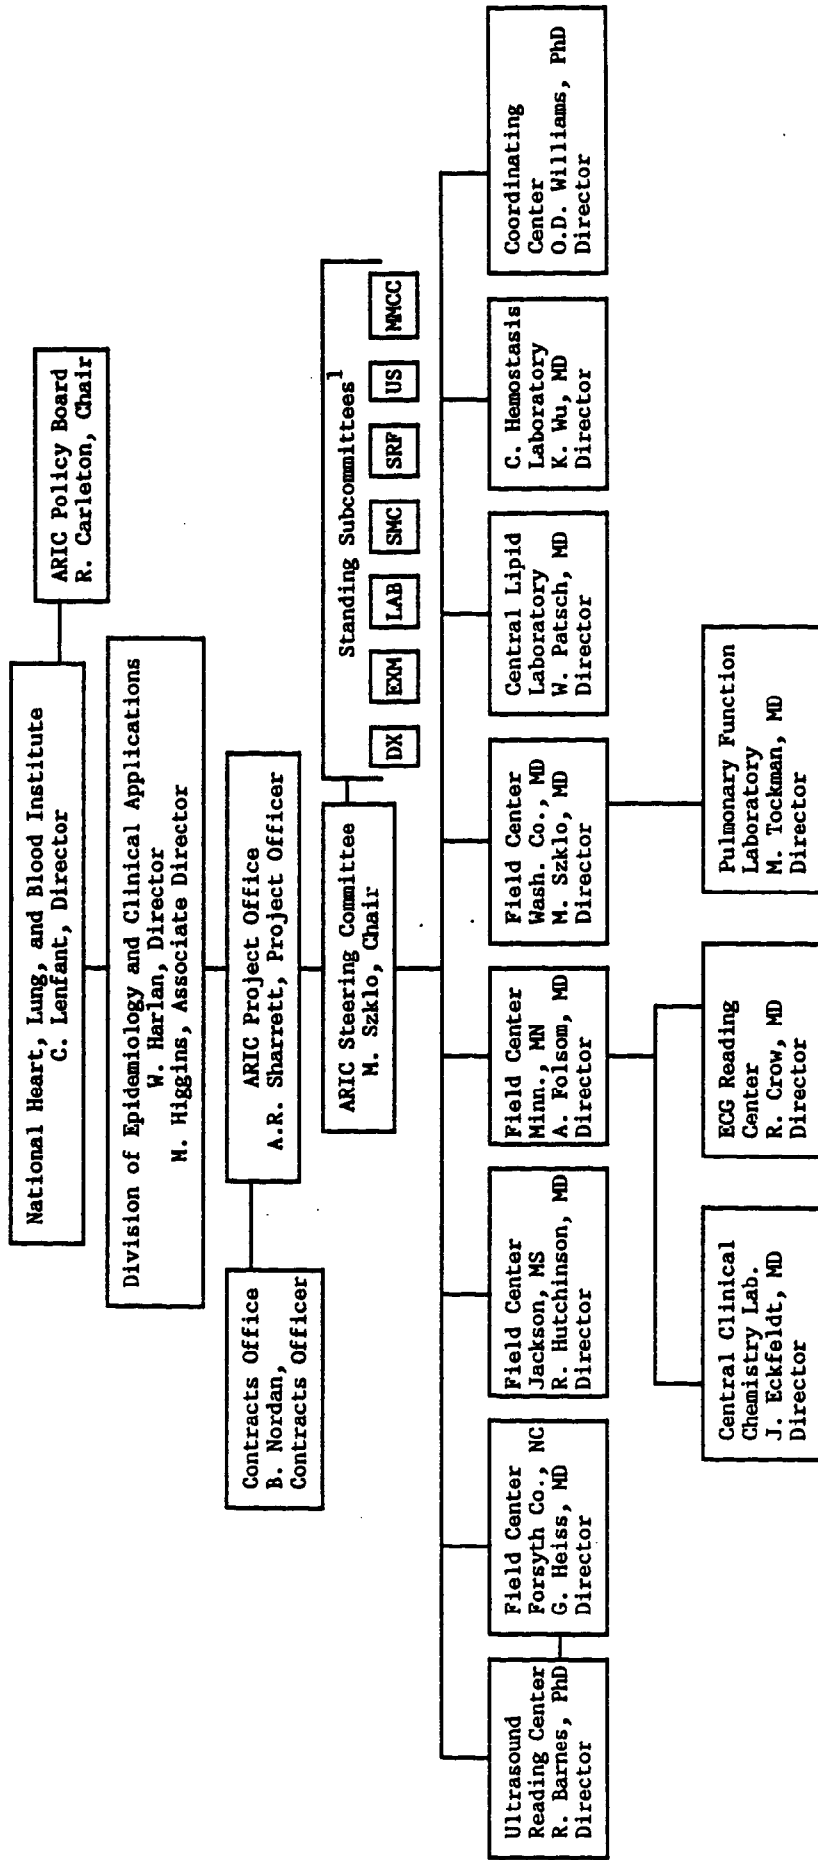 National Heart, Lung, and Blood Institute
C. Lenfant, Director
ARIC Policy Board
R. Carleton, Chair
Division of Epidemiology and Clinical Applications
W. Harlan, Director
M. Higgins, Associate Director
Contracts Office
B. Nordan,
Contracts Officer
ARIC Project Office
A.R. Sharrett, Project Officer
ARIC Steering Committee
M. Szklo, Chair
Standing Subcommittees1
DX
EXM
LAB
SMC
SRF
US
MMCC
Ultrasound
Reading Center
R. Barnes, PhD
Director
Field Center
Forsyth Co., NC
G. Heiss, MD
Director
Field Center
Jackson, MS
R. Hutchinson, MD
Director
Field Center
Minn., MN
A. Folsom, MD
Director
Field Center
Wash. Co., MD
M. Szklo, MD
Director
Central Lipid
Laboratory
W. Patsch, MD
Director
C. Hemostasis
Laboratory
K. Wu, MD
Director
Coordinating
Center
O.D. Williams, PhD
Director
Central Clinical
Chemistry Lab.
J. Eckfeldt, MD
Director
ECG Reading
Center
R. Crow, MD
Director
Pulmonary Function
Laboratory
M. Tockman, MD
Director